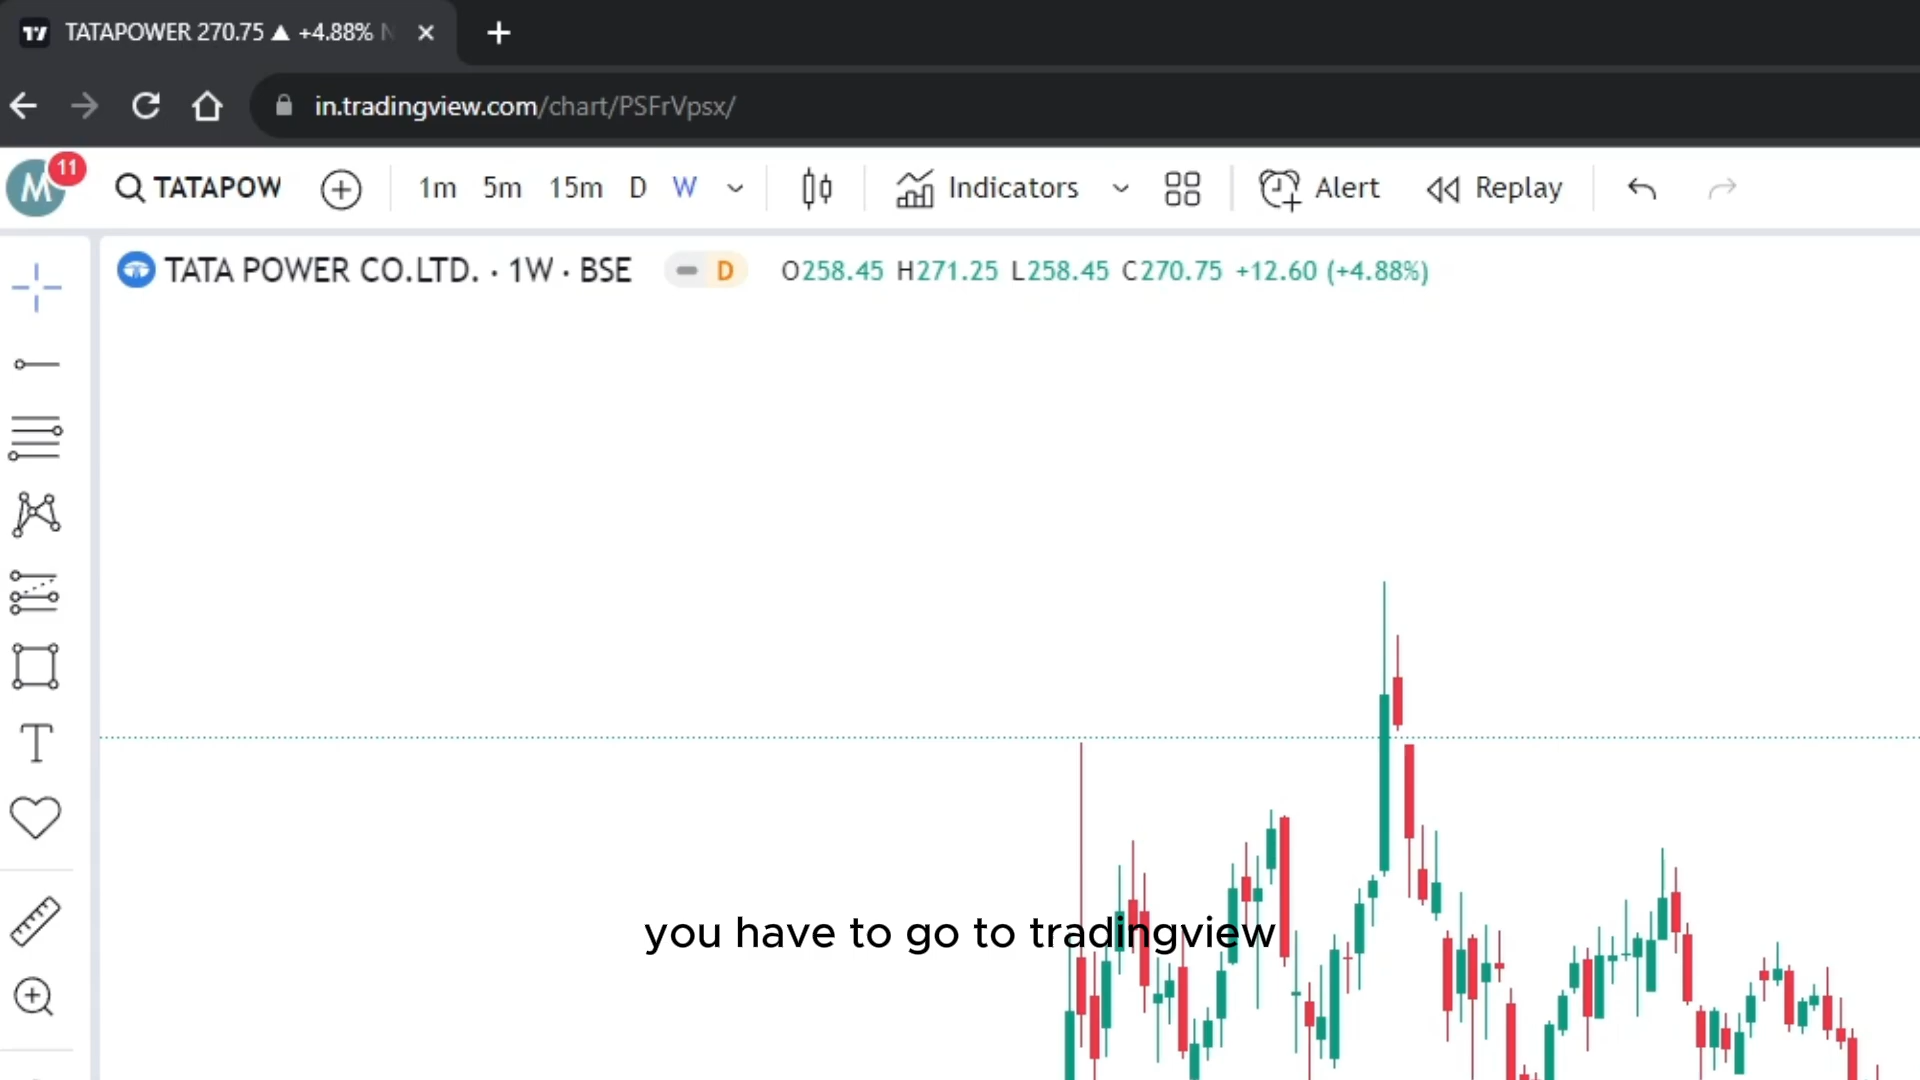 TATAPOWER 270.75 ▲ +4.88% N
in.tradingview.com/chart/PSFrVpsx/
M 11 TATAPOW 1m 5m 15m D W Indicators Alert Replay
TATA POWER CO.LTD. · 1W · BSE D O258.45 H271.25 L258.45 C270.75 +12.60 (+4.88%)
you have to go to tradingview